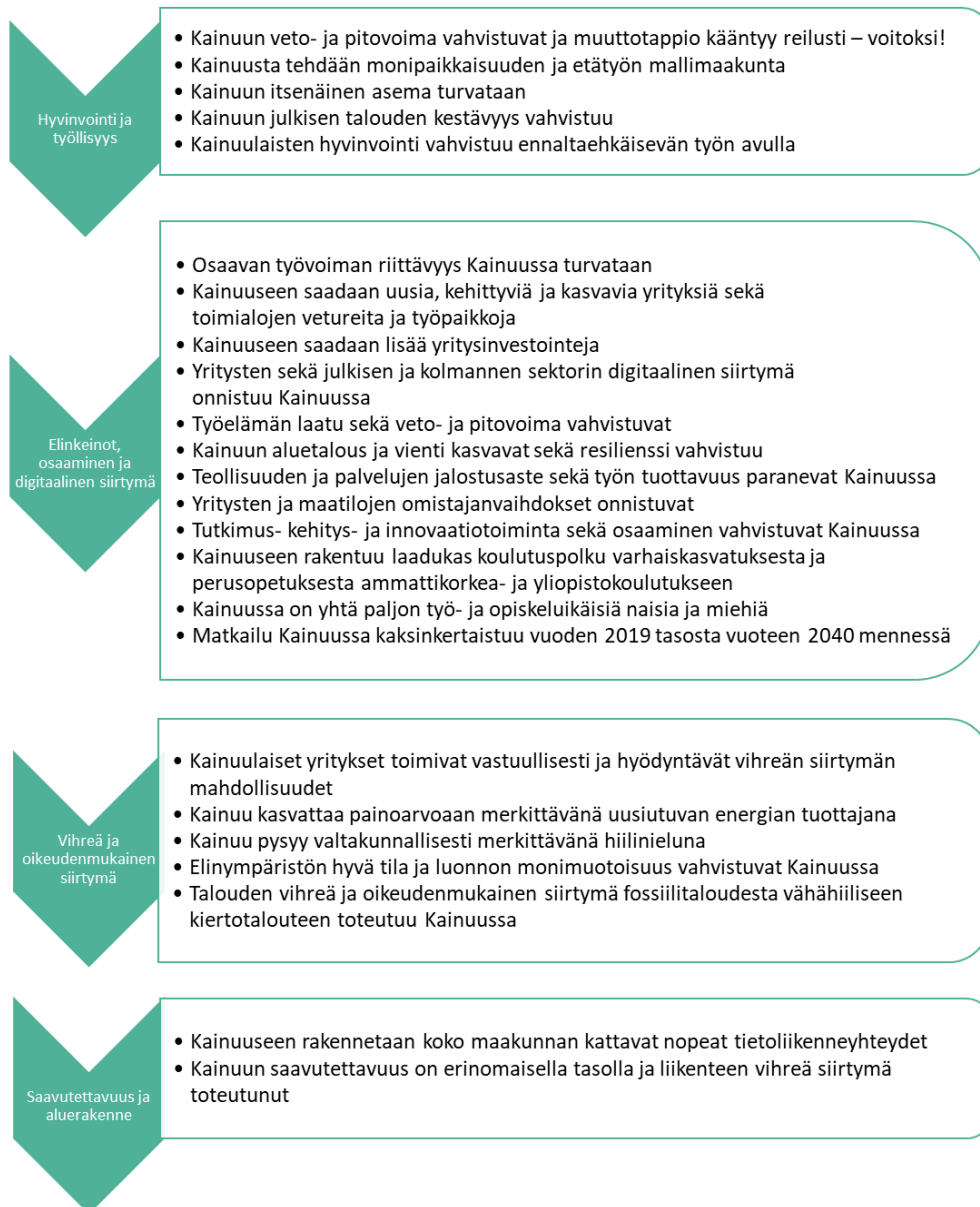 Hyvinvointi ja
työllisyys
• Kainuun veto- ja pitovoima vahvistuvat ja muuttotappio kääntyy reilusti – voitoksi!
• Kainuusta tehdään monipaikkaisuuden ja etätyön mallimaakunta
• Kainuun itsenäinen asema turvataan
• Kainuun julkisen talouden kestävyys vahvistuu
• Kainuulaisten hyvinvointi vahvistuu ennaltaehkäisevän työn avulla
Elinkeinot,
osaaminen ja
digitaalinen siirtymä
• Osaavan työvoiman riittävyys Kainuussa turvataan
• Kainuuseen saadaan uusia, kehittyviä ja kasvavia yrityksiä sekä
toimialojen vetureita ja työpaikkoja
• Kainuuseen saadaan lisää yritysinvestointeja
• Yritysten sekä julkisen ja kolmannen sektorin digitaalinen siirtymä
onnistuu Kainuussa
• Työelämän laatu sekä veto- ja pitovoima vahvistuvat
• Kainuun aluetalous ja vienti kasvavat sekä resilienssi vahvistuu
• Teollisuuden ja palvelujen jalostusaste sekä työn tuottavuus paranevat Kainuussa
• Yritysten ja maatilojen omistajanvaihdokset onnistuvat
• Tutkimus- kehitys- ja innovaatiotoiminta sekä osaaminen vahvistuvat Kainuussa
• Kainuuseen rakentuu laadukas koulutuspolku varhaiskasvatuksesta ja
perusopetuksesta ammattikorkea- ja yliopistokoulutukseen
• Kainuussa on yhtä paljon työ- ja opiskeluikäisiä naisia ja miehiä
• Matkailu Kainuussa kaksinkertaistuu vuoden 2019 tasosta vuoteen 2040 mennessä
Vihreä ja
oikeudenmukainen
siirtymä
• Kainuulaiset yritykset toimivat vastuullisesti ja hyödyntävät vihreän siirtymän
mahdollisuudet
• Kainuu kasvattaa painoarvoaan merkittävänä uusiutuvan energian tuottajana
• Kainuu pysyy valtakunnallisesti merkittävänä hiilinieluna
• Elinympäristön hyvä tila ja luonnon monimuotoisuus vahvistuvat Kainuussa
• Talouden vihreä ja oikeudenmukainen siirtymä fossiilitaloudesta vähähiiliseen
kiertotalouteen toteutuu Kainuussa
Saavutettavuus ja
aluerakenne
• Kainuuseen rakennetaan koko maakunnan kattavat nopeat tietoliikenneyhteydet
• Kainuun saavutettavuus on erinomaisella tasolla ja liikenteen vihreä siirtymä
toteutunut